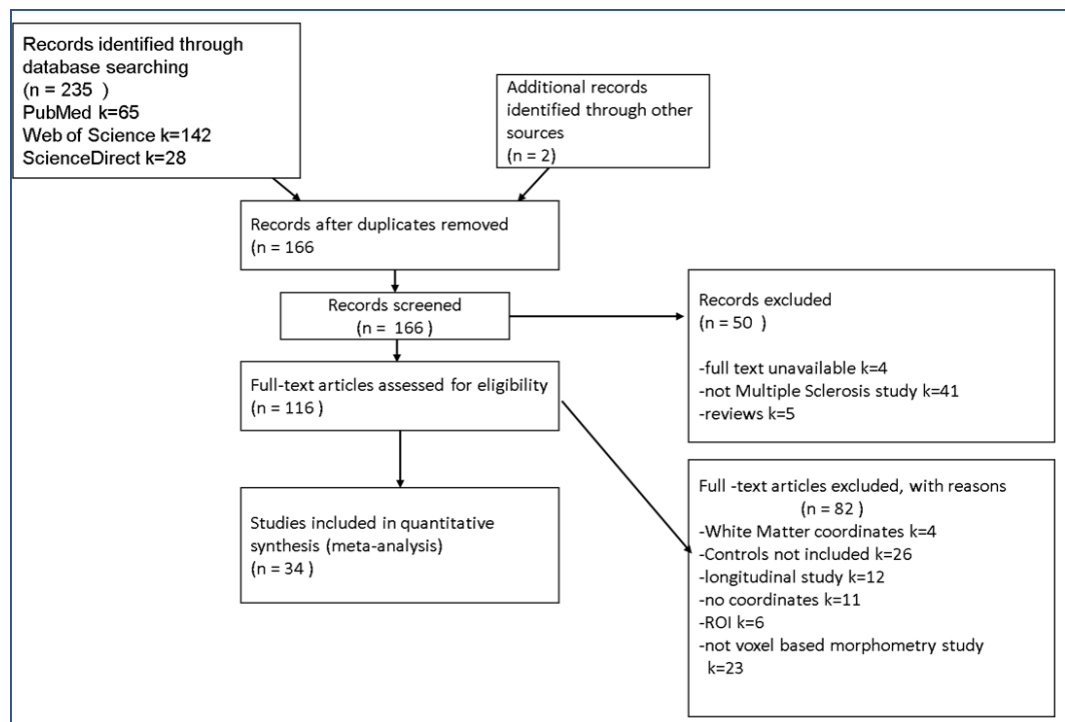 Records identified through
database searching
(n = 235  )
PubMed k=65
Web of Science k=142
ScienceDirect k=28
Additional records
identified through other
sources
(n = 2)
Records after duplicates removed
(n = 166
Records screened
(n =  166 )
Records excluded
(n = 50  )
-full text unavailable k=4
-not Multiple Sclerosis study k=41
-reviews k=5
Full-text articles assessed for eligibility
(n = 116 )
Full -text articles excluded, with reasons
(n = 82 )
-White Matter coordinates k=4
-Controls not included k=26
-longitudinal study k=12
-no coordinates k=11
-ROI k=6
-not voxel based morphometry study
k=23
Studies included in quantitative
synthesis (meta-analysis)
(n = 34 )